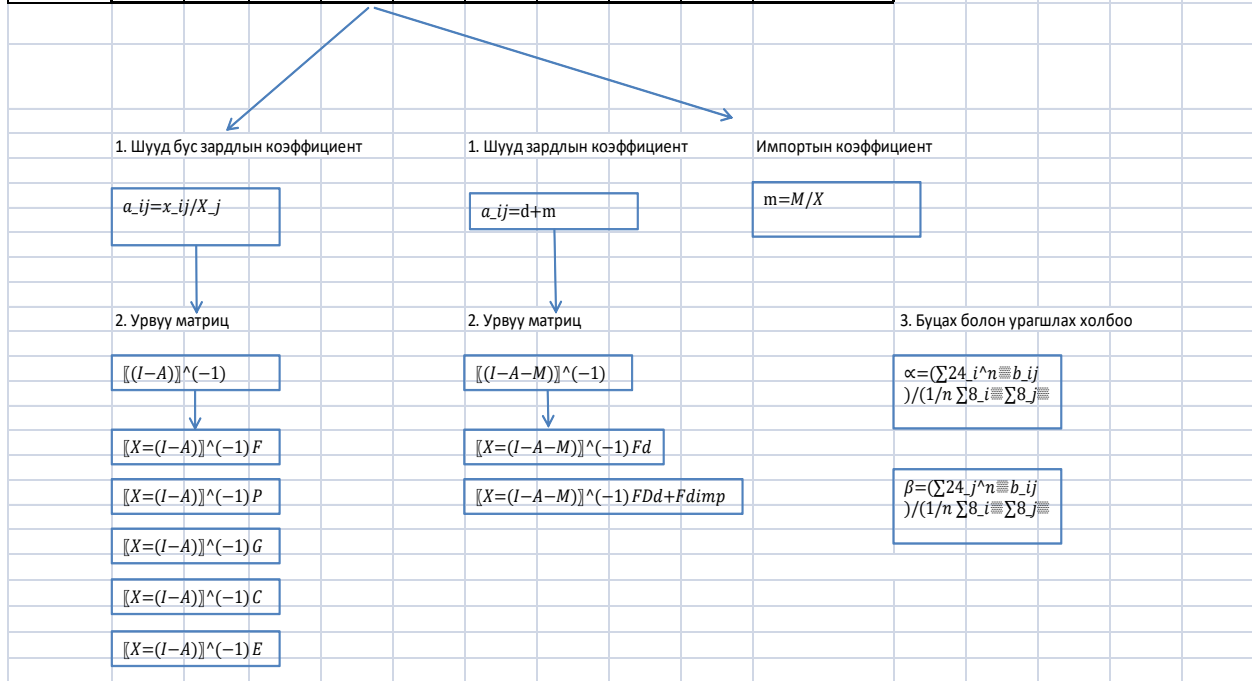 1. Шууд бус зардлын коэффициент
1. Шууд зардлын коэффициент
Импортын коэффициент
a_ij=x_ij/X_j
a_ij=d+m
m=M/X
2. Урвуу матриц
2. Урвуу матриц
3. Буцах болон урагшлах холбоо
〖(I−A)〗^(−1)
〖(I−A−M)〗^(−1)
∝=(∑24_i^n▒b_ij
)/(1/n ∑8_i▒∑8_j▒
〖X=(I−A)〗^(−1) F
〖X=(I−A−M)〗^(−1) Fd
〖X=(I−A)〗^(−1) P
〖X=(I−A−M)〗^(−1) FDd+Fdimp
β=(∑24_j^n▒b_ij
)/(1/n ∑8_i▒∑8_j▒
〖X=(I−A)〗^(−1) G
〖X=(I−A)〗^(−1) C
〖X=(I−A)〗^(−1) E